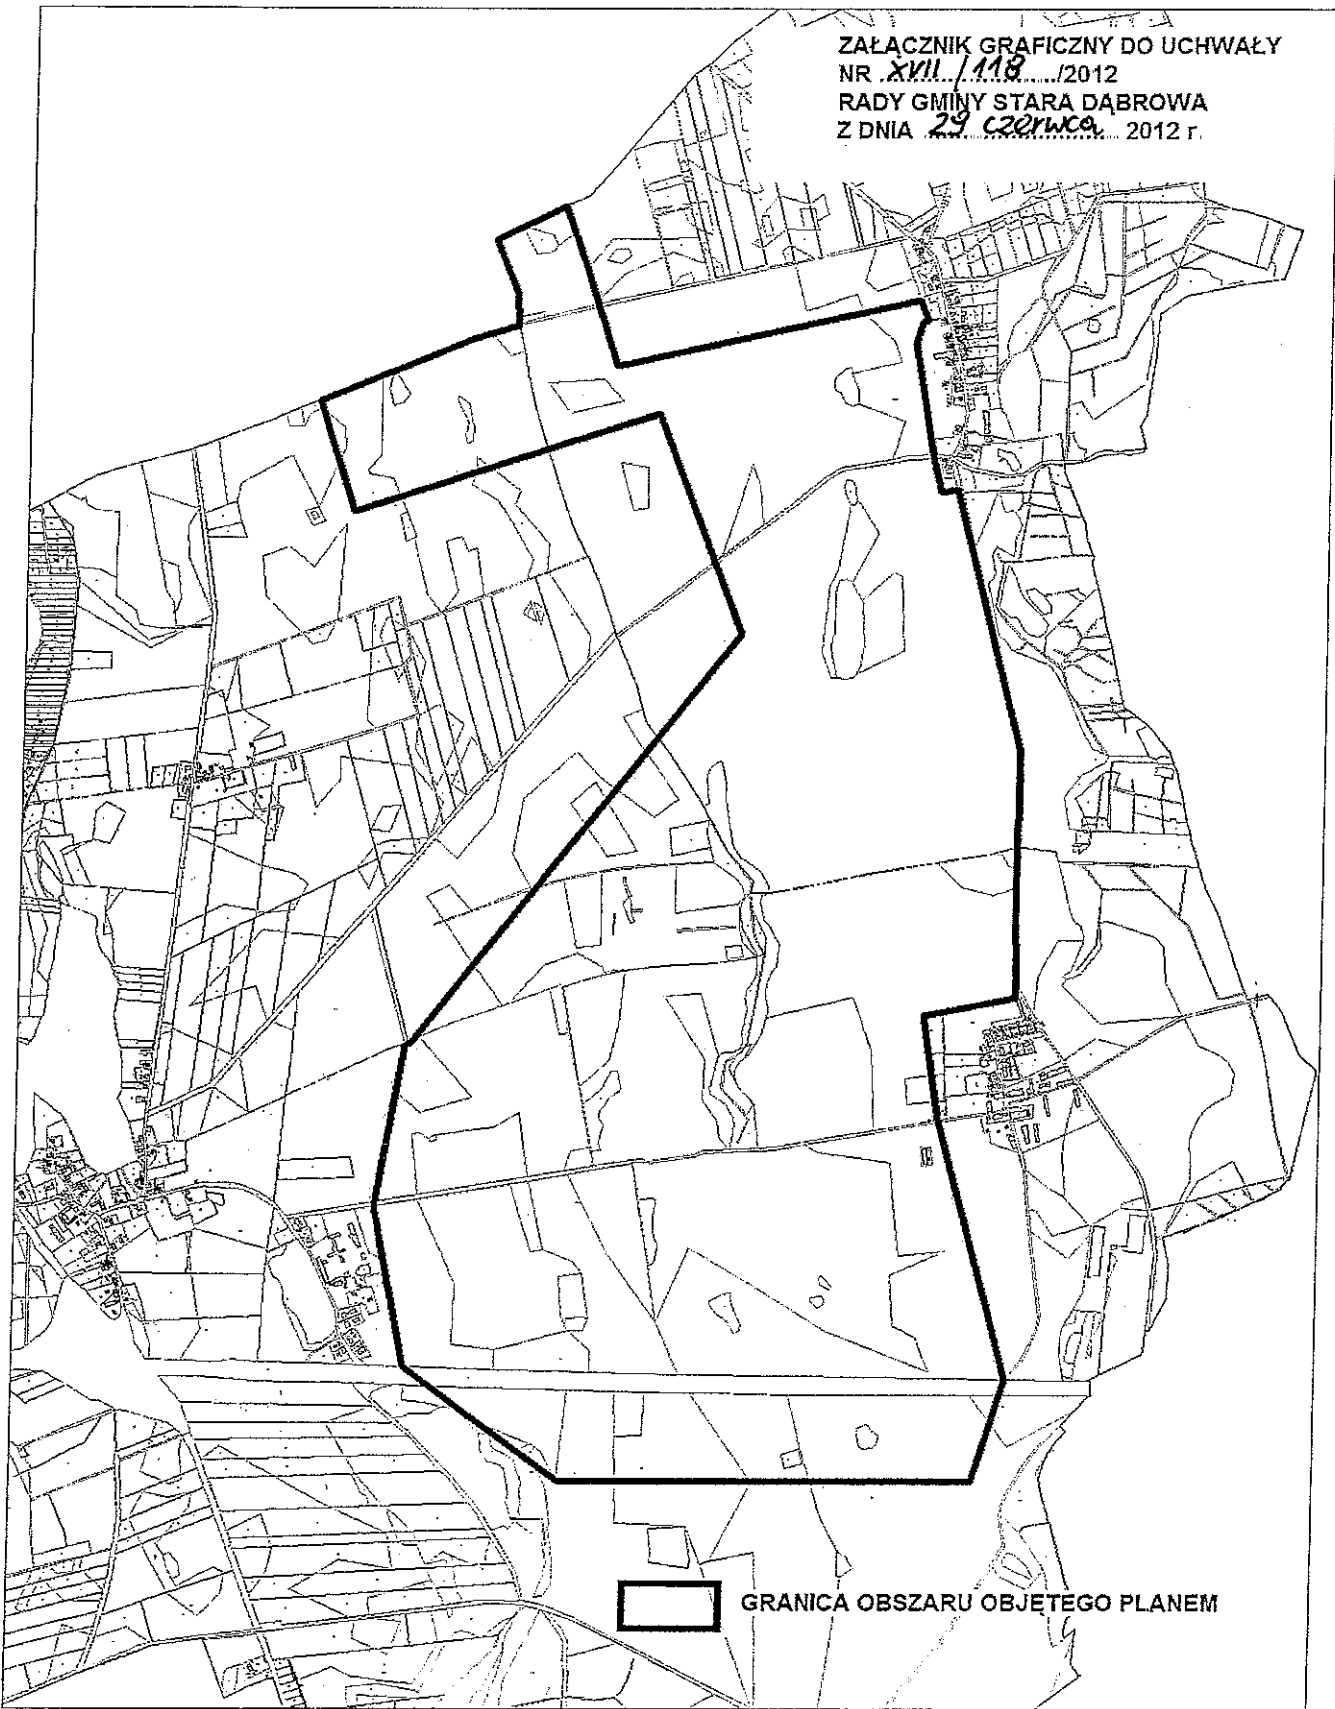 ZAŁĄCZNIK GRAFICZNY DO UCHWAŁY
NR XVII/118 /2012
RADY GMINY STARA DĄBROWA
Z DNIA 29 czerwca 2012 r.
GRANICA OBSZARU OBJĘTEGO PLANEM